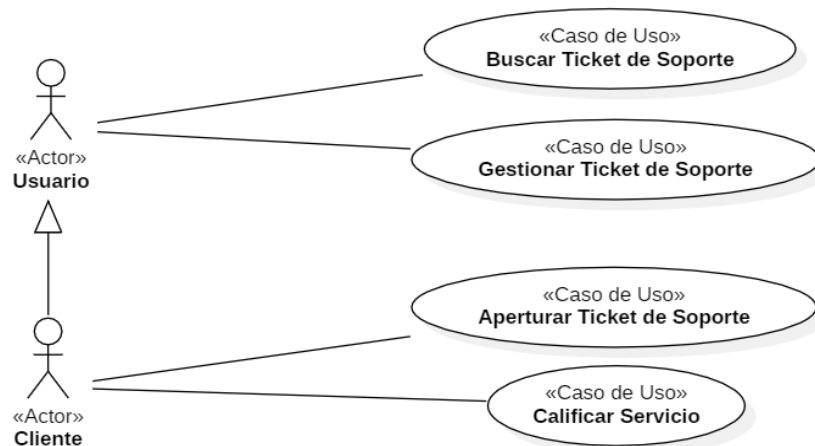 «Caso de Uso»
Buscar Ticket de Soporte
«Actor»
Usuario
«Caso de Uso»
Gestionar Ticket de Soporte
«Caso de Uso»
Aperturar Ticket de Soporte
«Actor»
Cliente
«Caso de Uso»
Calificar Servicio